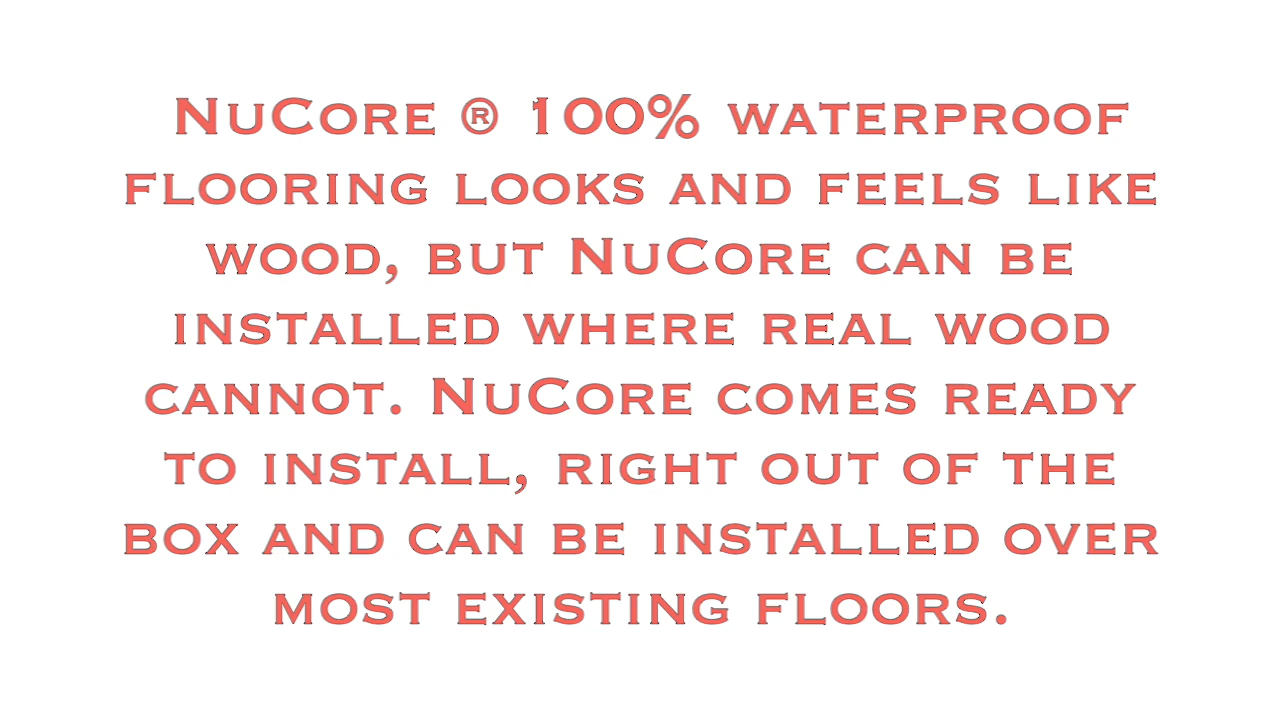 NuCore ® 100% waterproof
flooring looks and feels like
wood, but NuCore can be
installed where real wood
cannot. NuCore comes ready
to install, right out of the
box and can be installed over
most existing floors.